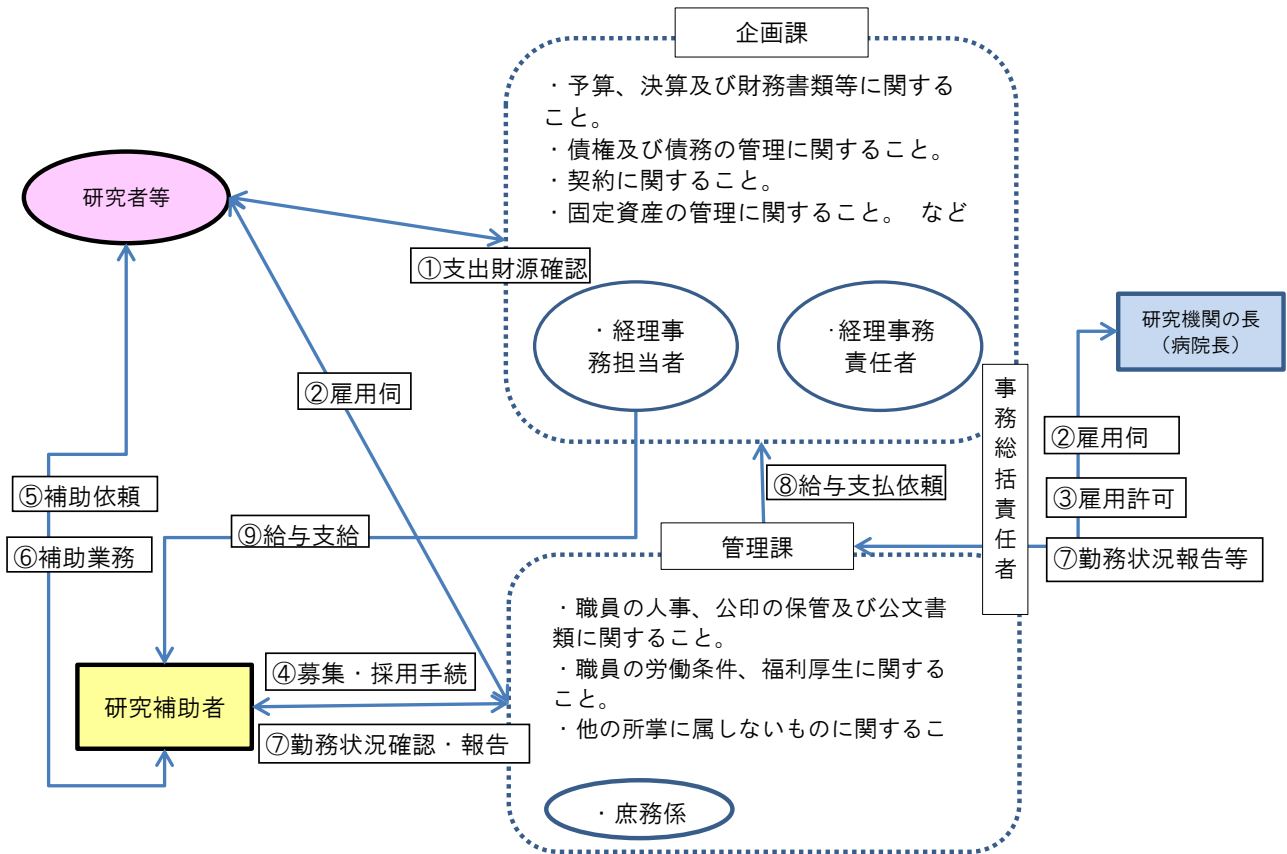 企画課
・予算、決算及び財務書類等に関する
こと。
・債権及び債務の管理に関すること。
・契約に関すること。
・固定資産の管理に関すること。 など
研究者等
①支出財源確認
・経理事
務担当者
・経理事務
責任者
研究機関の長
（病院長）
②雇用伺
事務総括責任者
②雇用伺
③雇用許可
⑦勤務状況報告等
⑤補助依頼
⑥補助業務
⑧給与支払依頼
⑨給与支給
管理課
・職員の人事、公印の保管及び公文書
類に関すること。
・職員の労働条件、福利厚生に関する
こと。
・他の所掌に属しないものに関するこ
④募集・採用手続
研究補助者
⑦勤務状況確認・報告
・庶務係